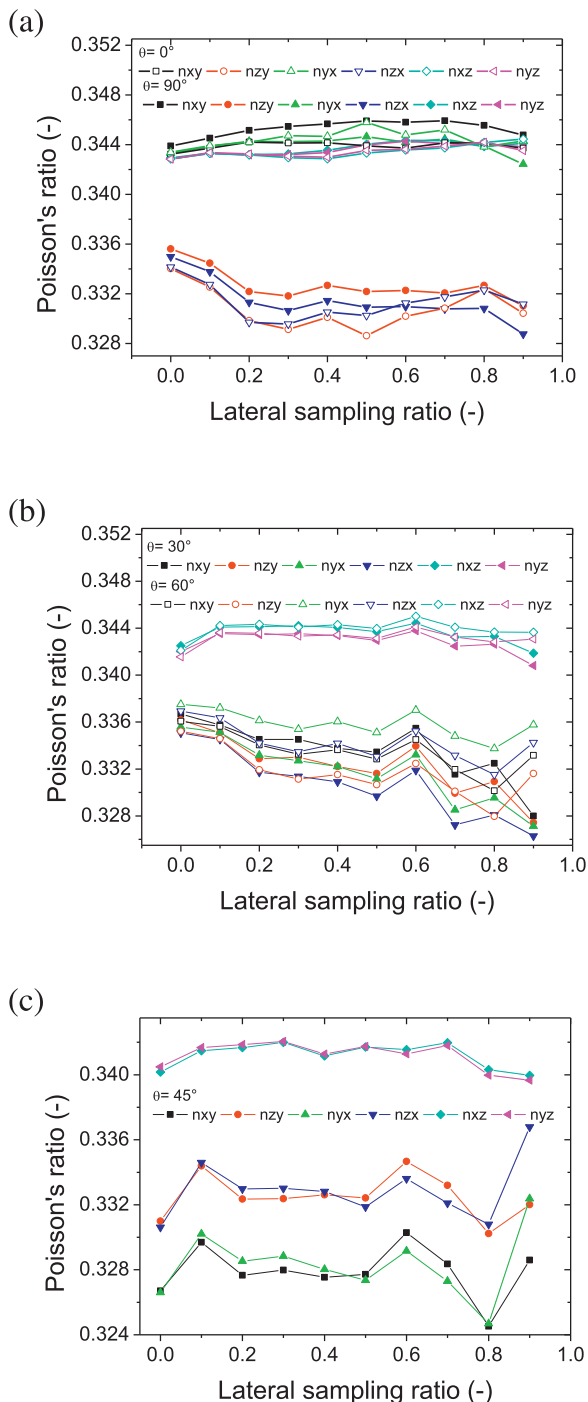 (a)
0.352
θ= 0°
nxy nzy nyx nzx nxz nyz
θ= 90°
0.348
nxy nzy nyx nzx nxz nyz
0.344
0.340
0.336
0.332
0.328
Poisson's ratio (-)
0.0 0.2 0.4 0.6 0.8 1.0
Lateral sampling ratio (-)
(b)
0.352
θ= 30°
nxy nzy nyx nzx nxz nyz
0.348
θ= 60°
nxy nzy nyx nzx nxz nyz
0.344
0.340
0.336
0.332
0.328
Poisson's ratio (-)
0.0 0.2 0.4 0.6 0.8 1.0
Lateral sampling ratio (-)
(c)
0.340
θ= 45°
nxy nzy nyx nzx nxz nyz
0.336
0.332
0.328
0.324
Poisson's ratio (-)
0.0 0.2 0.4 0.6 0.8 1.0
Lateral sampling ratio (-)